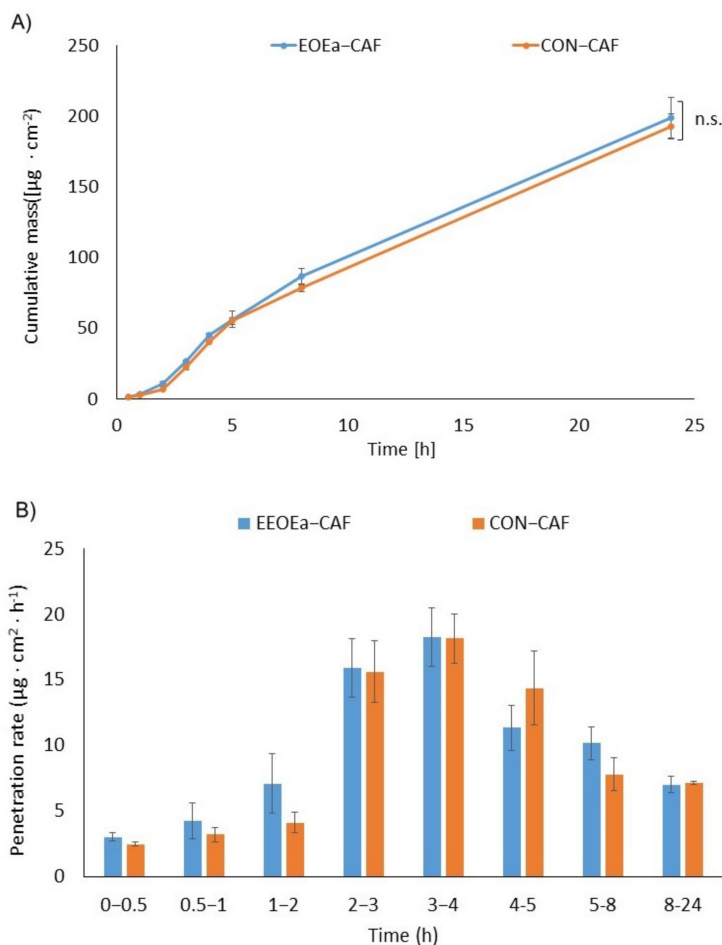 A)
EOEa–CAF CON–CAF
250
200
150
100
50
0
0 5 10 15 20 25
Cumulative mass([µg · cm⁻²)
Time [h]
n.s.
B)
EEOEa–CAF CON–CAF
25
20
15
10
5
0
0–0.5 0.5–1 1–2 2–3 3–4 4-5 5-8 8-24
Penetration rate (µg · cm² · h⁻¹)
Time (h)